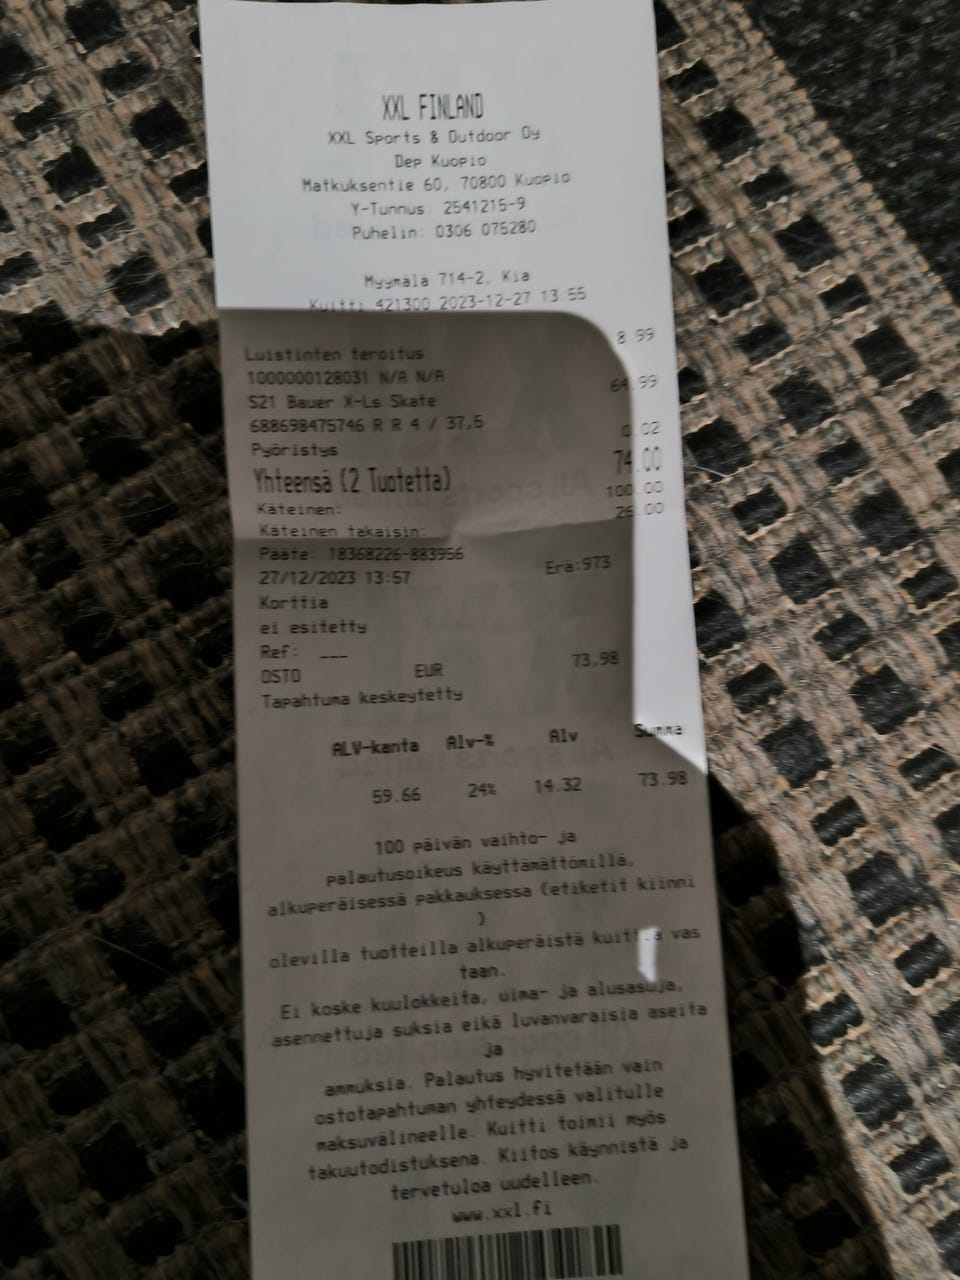 XXL FINLAND
XXL Sports & Outdoor Oy
Dep Kuopio
Matkuksentie 60, 70800 Kuopio
Y-Tunnus: 2541215-9
Puhelin: 0306 075280
Myymälä 714-2, Kia
Kuitti 421300 2023-12-27 13:55
Luistinten teroitus 8.99
1000000128031 N/A N/A
S21 Bauer X-Ls Skate 64.99
688698475746 R R 4 / 37,5
Pyöristys 0.02
Yhteensä (2 Tuotetta) 74.00
Käteinen: 100.00
Käteinen takaisin: 26.00
Pääte: 18368226-883956
27/12/2023 13:57 Erä:973
Korttia
ei esitetty
Ref: ___
OSTO EUR 73,98
Tapahtuma keskeytetty
ALV-kanta Alv-% Alv Summa
59.66 24% 14.32 73.98
100 päivän vaihto- ja
palautusoikeus käyttämättömillä,
alkuperäisessä pakkauksessa (etiketit kiinni
)
olevilla tuotteilla alkuperäistä kuittia vas
taan.
Ei koske kuulokkeita, uima- ja alusasuja,
asennettuja suksia eikä luvanvaraisia aseita
ja
ammuksia. Palautus hyvitetään vain
ostotapahtuman yhteydessä valitulle
maksuvälineelle. Kuitti toimii myös
takuutodistuksena. Kiitos käynnistä ja
tervetuloa uudelleen.
www.xxl.fi